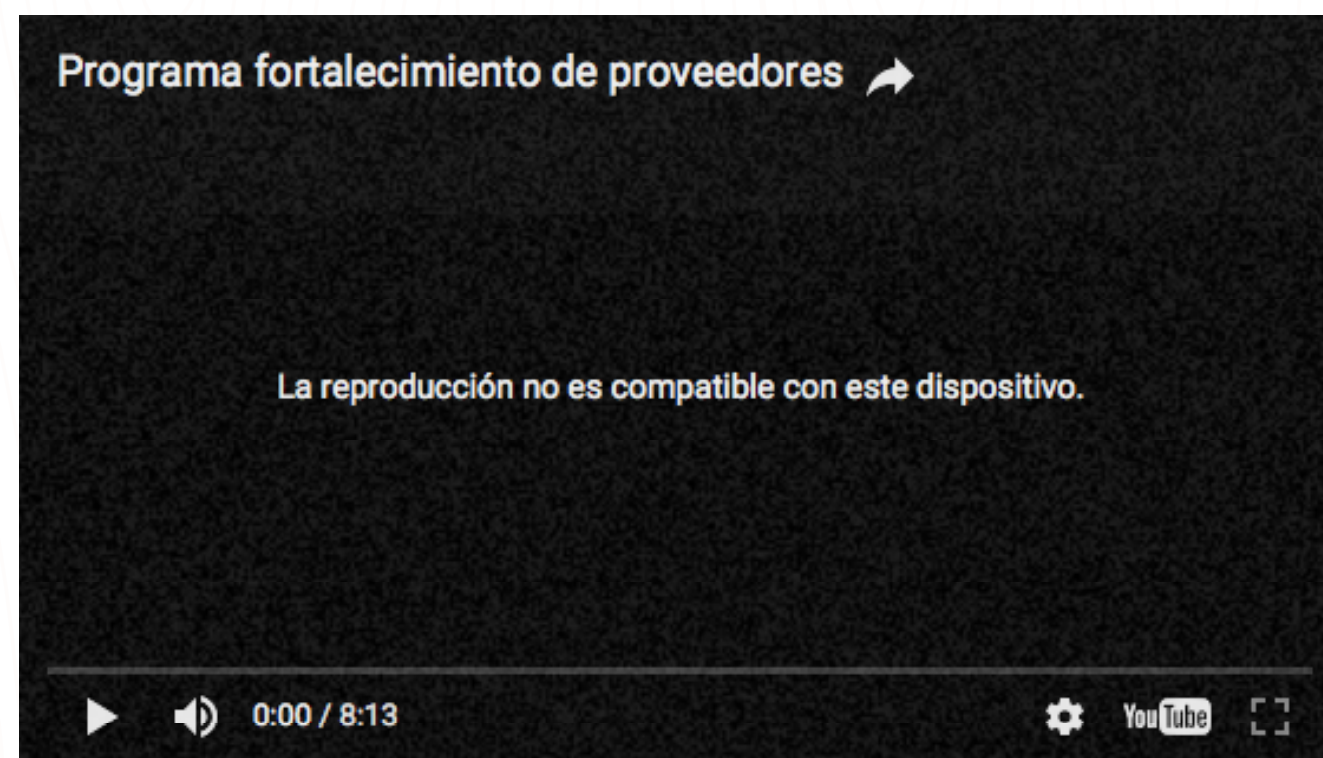 Programa fortalecimiento de proveedores
La reproducción no es compatible con este dispositivo.
0:00 / 8:13
YouTube